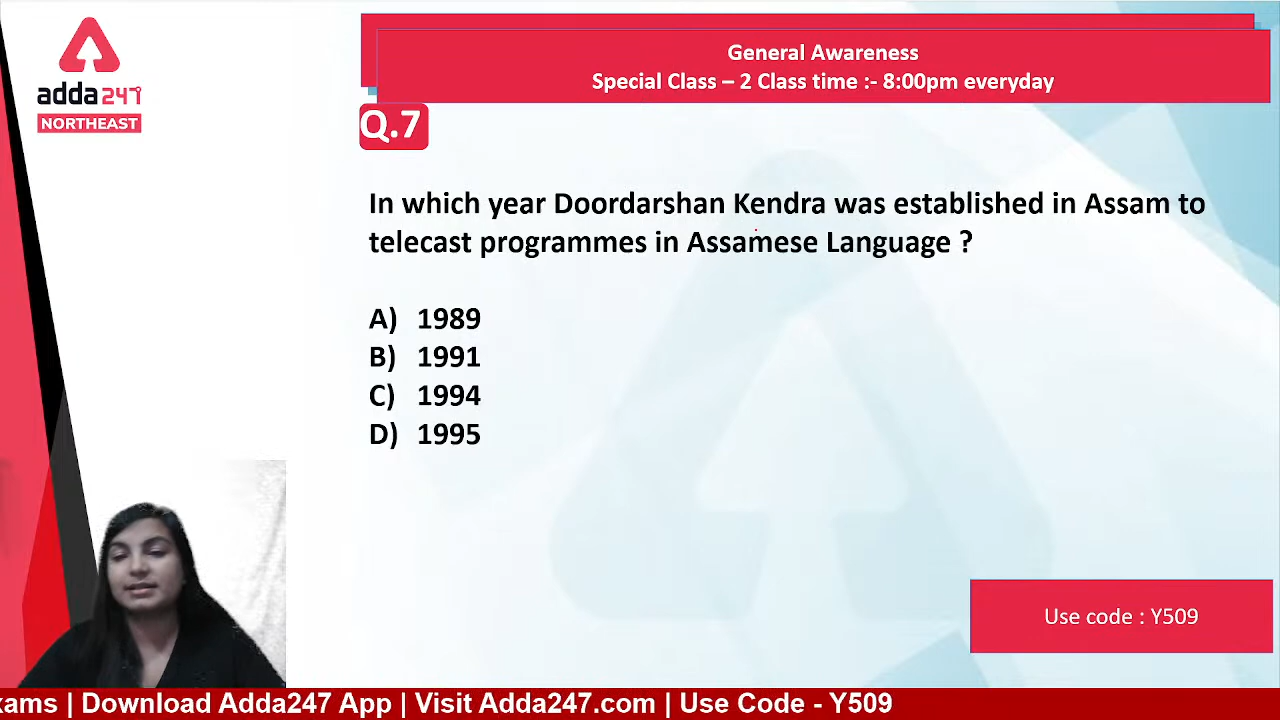 adda247
NORTHEAST
General Awareness
Special Class – 2 Class time :- 8:00pm everyday
Q.7
In which year Doordarshan Kendra was established in Assam to
telecast programmes in Assamese Language ?
A) 1989
B) 1991
C) 1994
D) 1995
Use code : Y509
xams | Download Adda247 App | Visit Adda247.com | Use Code - Y509